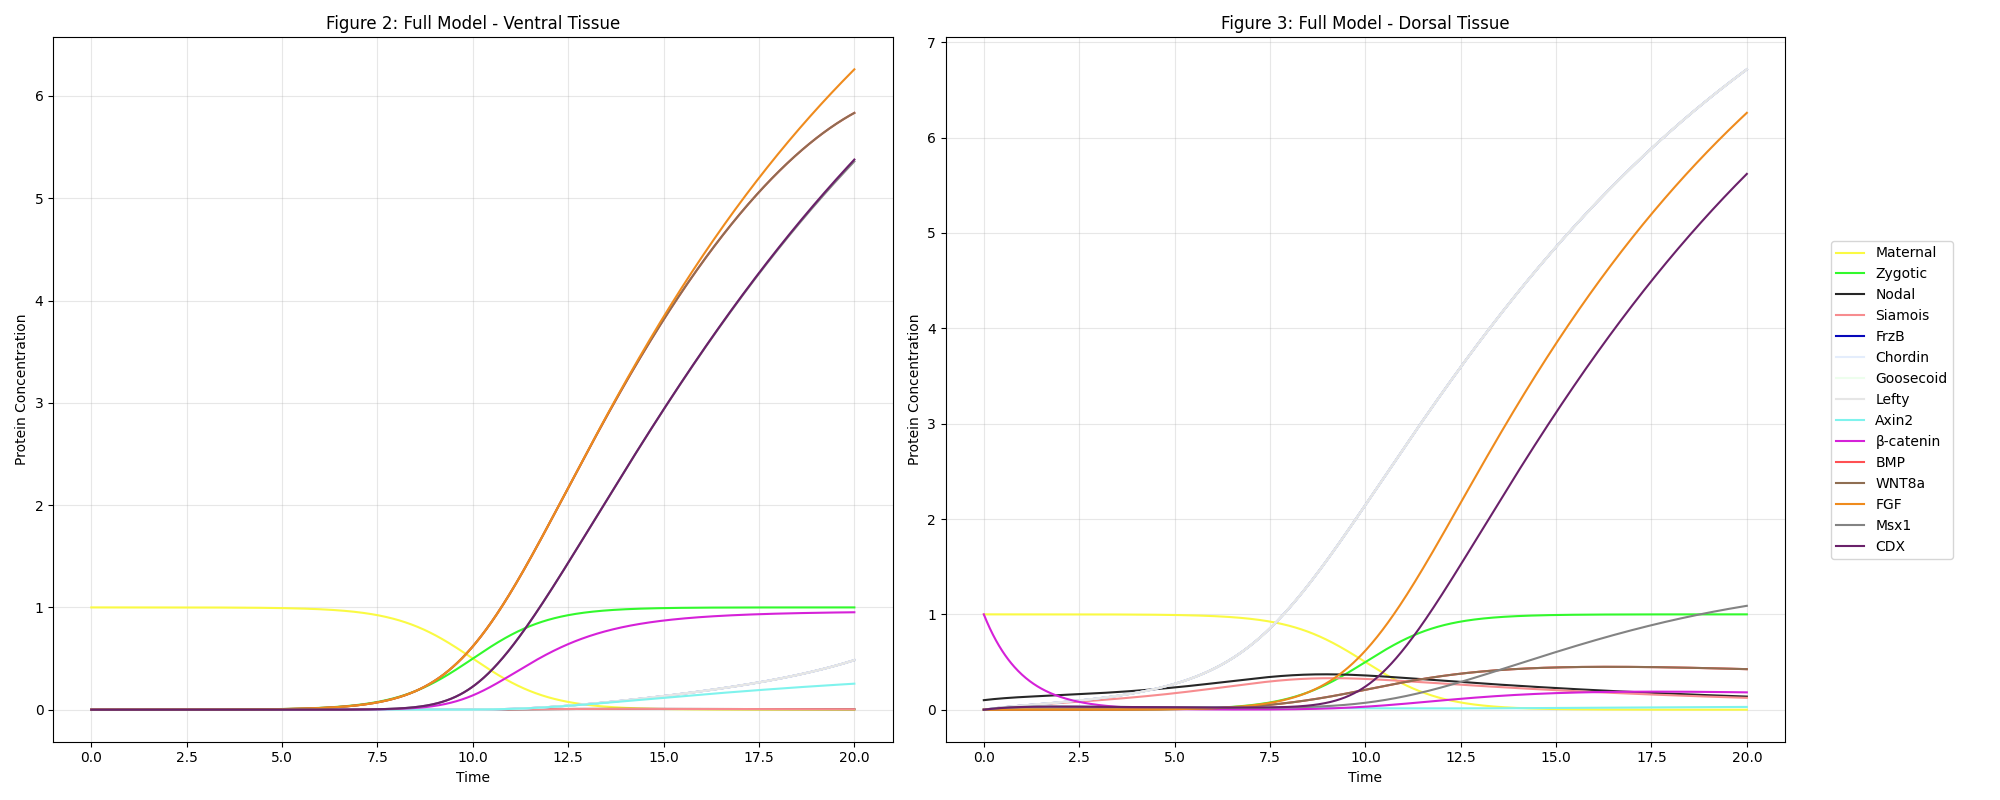 Figure 2: Full Model - Ventral Tissue
Protein Concentration
6
5
4
3
2
1
0
0.0 2.5 5.0 7.5 10.0 12.5 15.0 17.5 20.0
Time
Figure 3: Full Model - Dorsal Tissue
Protein Concentration
7
6
5
4
3
2
1
0
0.0 2.5 5.0 7.5 10.0 12.5 15.0 17.5 20.0
Time
Maternal
Zygotic
Nodal
Siamois
FrzB
Chordin
Goosecoid
Lefty
Axin2
β-catenin
BMP
WNT8a
FGF
Msx1
CDX